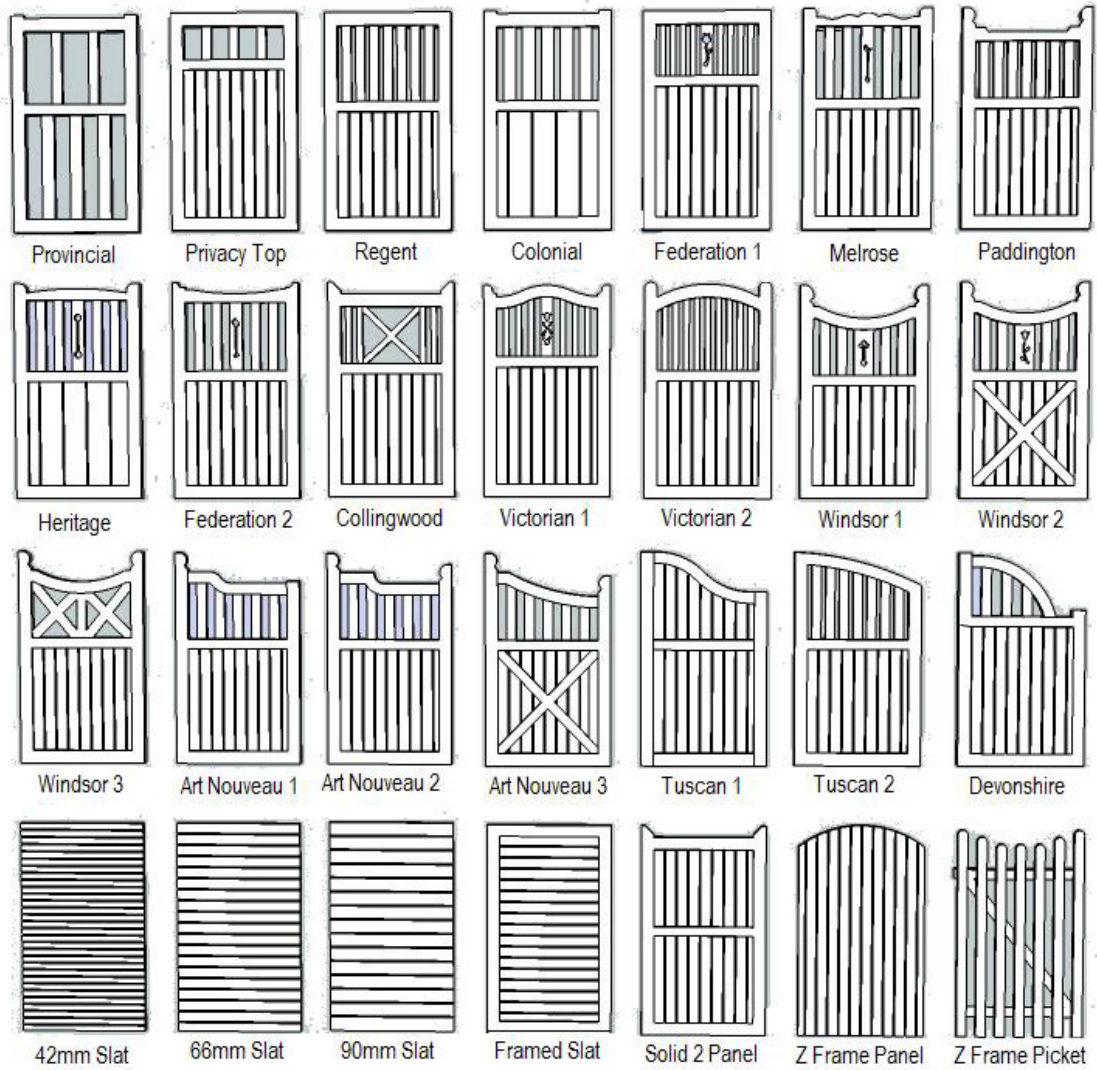 Provincial Privacy Top Regent Colonial Federation 1 Melrose Paddington
Heritage Federation 2 Collingwood Victorian 1 Victorian 2 Windsor 1 Windsor 2
Windsor 3 Art Nouveau 1 Art Nouveau 2 Art Nouveau 3 Tuscan 1 Tuscan 2 Devonshire
42mm Slat 66mm Slat 90mm Slat Framed Slat Solid 2 Panel Z Frame Panel Z Frame Picket